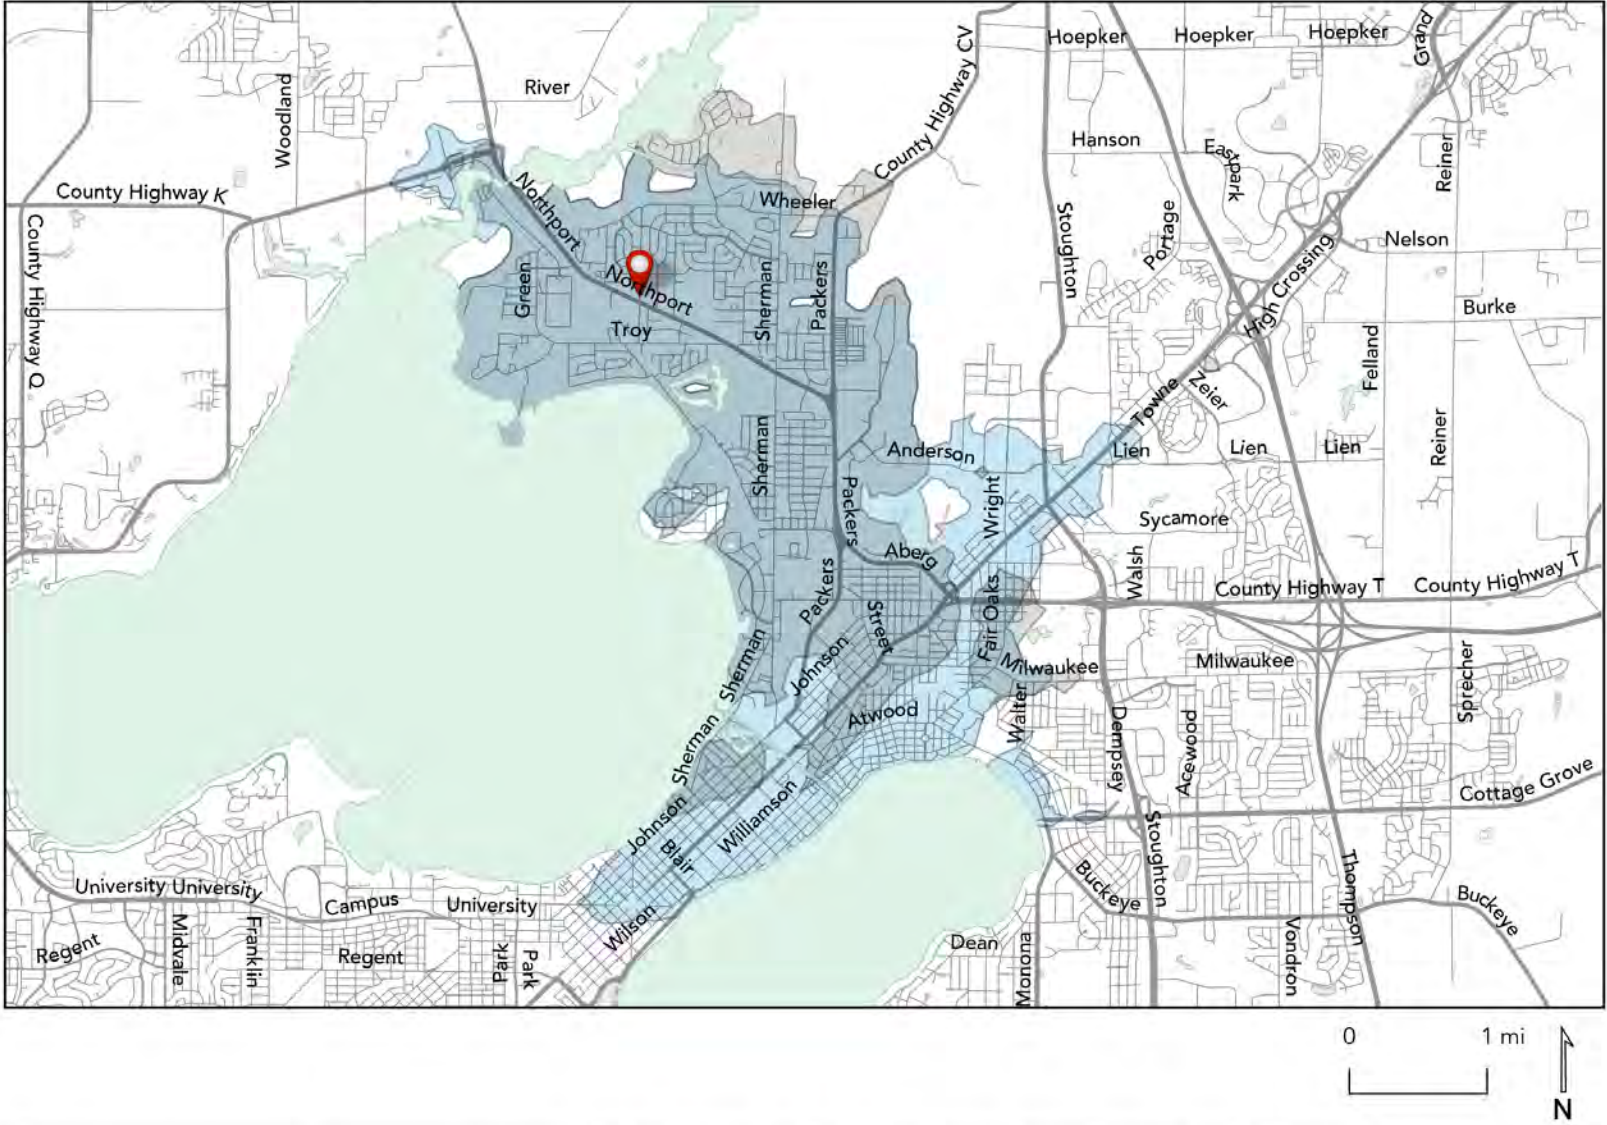 Hoepker
Hoepker
Hoepker
Grand
County Highway CV
River
Woodland
Hanson
Eastpark
Reiner
County Highway K
Northport
Wheeler
Stoughton
Portage
Nelson
County Highway Q
Green
Northport
Sherman
Packers
High Crossing
Burke
Troy
Felland
Zeier
Towne
Sherman
Anderson
Lien
Lien
Lien
Reiner
Packers
Wright
Sycamore
Aberg
Walsh
Packers
Street
Fair Oaks
County Highway T
County Highway T
Sherman
Johnson
Milwaukee
Milwaukee
Sprecher
Walter
Atwood
Sherman
Dempsey
Acewood
Cottage Grove
Johnson
Williamson
Blair
Stoughton
Thompson
University University
Campus
University
Buckeye
Buckeye
Wilson
Midvale
Franklin
Regent
Regent
Park
Park
Dean
Monona
Vondron
0 1 mi
N